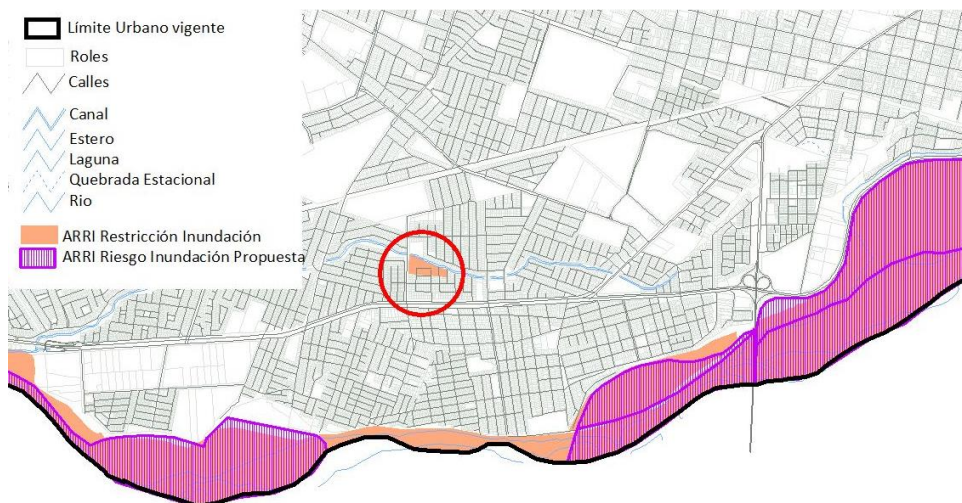 Límite Urbano vigente
Roles
Calles
Canal
Estero
Laguna
Quebrada Estacional
Rio
ARRI Restricción Inundación
ARRI Riesgo Inundación Propuesta